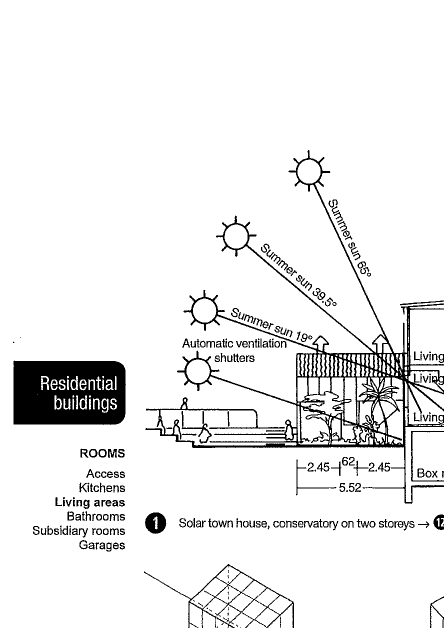 Summer sun 65°
Summer sun 39.5°
Summer sun 19°
Automatic ventilation
shutters
Living
Living
Living
Residential
buildings
ROOMS
Access
Kitchens
Living areas
Bathrooms
Subsidiary rooms
Garages
2.45 62 2.45
5.52
Box
1 Solar town house, conservatory on two storeys →